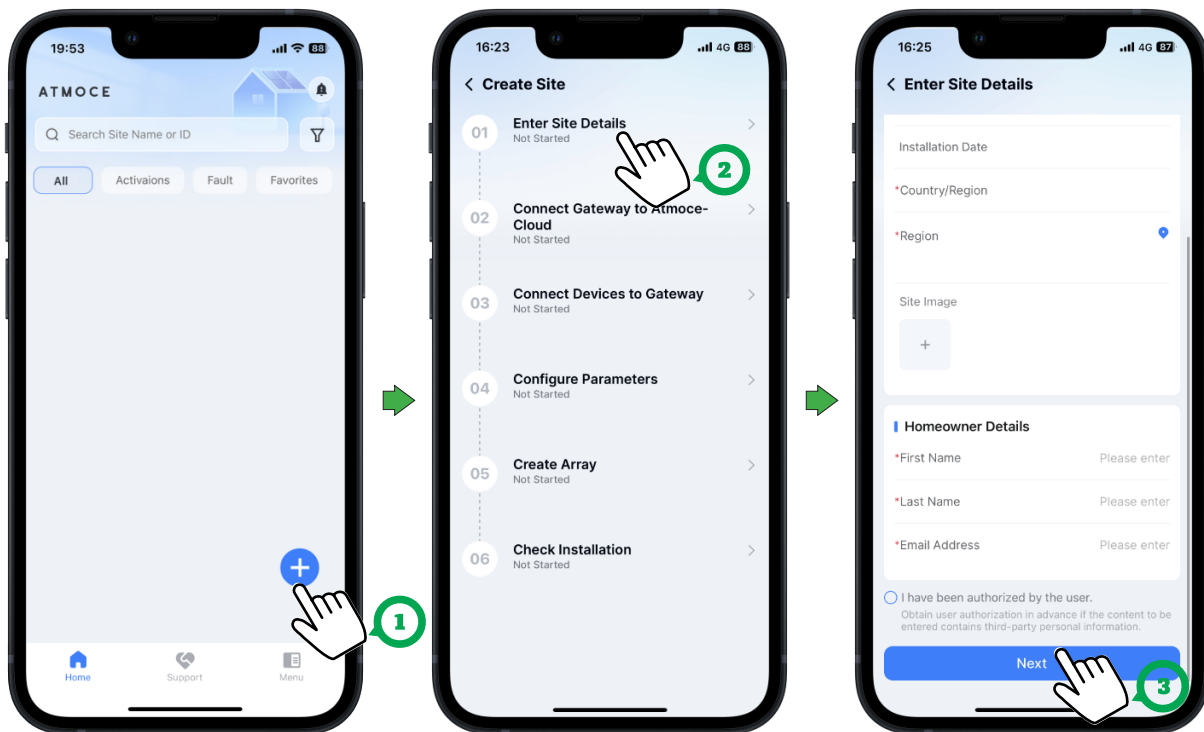 19:53
88
ATMOCE
Search Site Name or ID
All
Activaions
Fault
Favorites
1
Home
Support
Menu
16:23
4G 88
Create Site
01
Enter Site Details
Not Started
2
02
Connect Gateway to Atmoce-
Cloud
Not Started
03
Connect Devices to Gateway
Not Started
04
Configure Parameters
Not Started
05
Create Array
Not Started
06
Check Installation
Not Started
16:25
4G 87
Enter Site Details
Installation Date
*Country/Region
*Region
Site Image
+
Homeowner Details
*First Name Please enter
*Last Name Please enter
*Email Address Please enter
I have been authorized by the user.
Obtain user authorization in advance if the content to be
entered contains third-party personal information.
Next
3